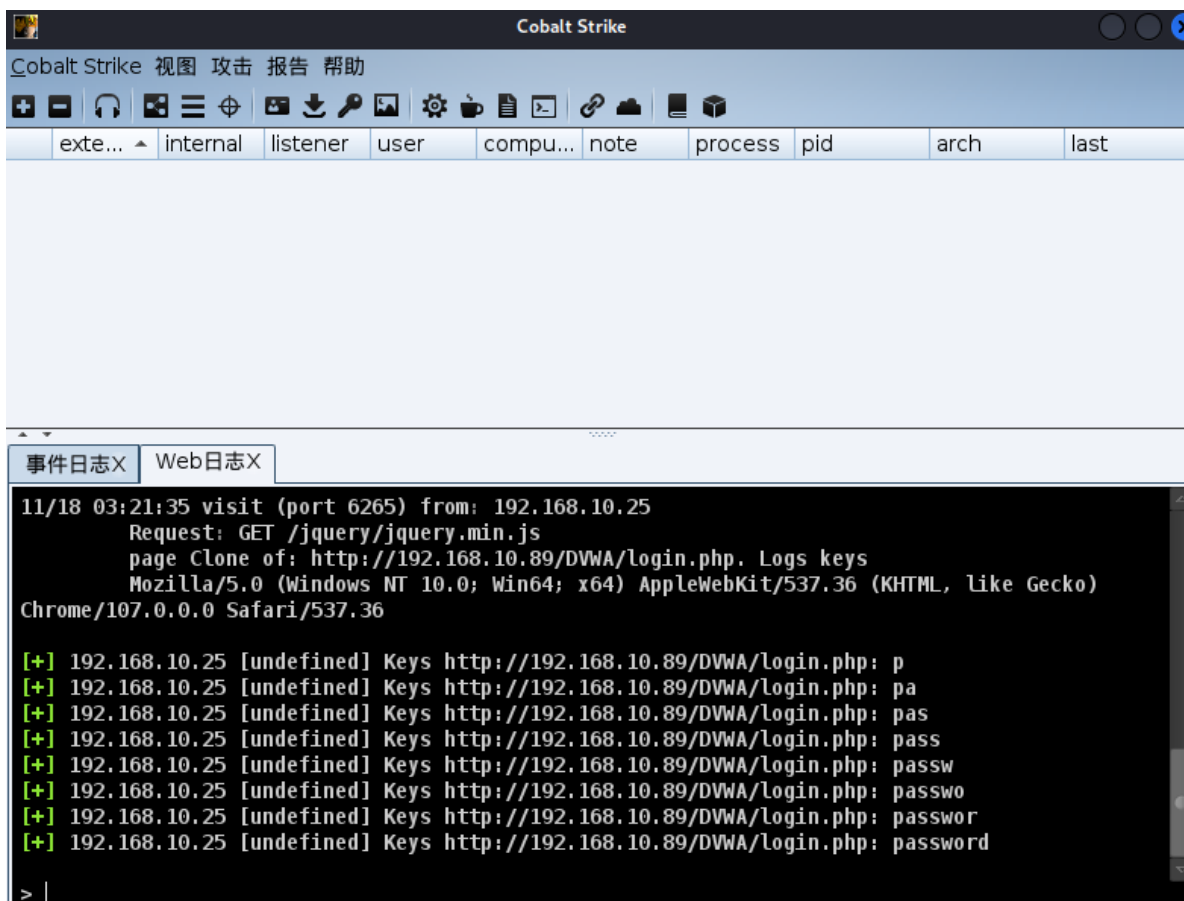 Cobalt Strike
Cobalt Strike 视图 攻击 报告 帮助
exte... internal listener user compu... note process pid arch last
事件日志X Web日志X
11/18 03:21:35 visit (port 6265) from: 192.168.10.25
Request: GET /jquery/jquery.min.js
page Clone of: http://192.168.10.89/DVWA/login.php. Logs keys
Mozilla/5.0 (Windows NT 10.0; Win64; x64) AppleWebKit/537.36 (KHTML, like Gecko)
Chrome/107.0.0.0 Safari/537.36
[+] 192.168.10.25 [undefined] Keys http://192.168.10.89/DVWA/login.php: p
[+] 192.168.10.25 [undefined] Keys http://192.168.10.89/DVWA/login.php: pa
[+] 192.168.10.25 [undefined] Keys http://192.168.10.89/DVWA/login.php: pas
[+] 192.168.10.25 [undefined] Keys http://192.168.10.89/DVWA/login.php: pass
[+] 192.168.10.25 [undefined] Keys http://192.168.10.89/DVWA/login.php: passw
[+] 192.168.10.25 [undefined] Keys http://192.168.10.89/DVWA/login.php: passwo
[+] 192.168.10.25 [undefined] Keys http://192.168.10.89/DVWA/login.php: passwor
[+] 192.168.10.25 [undefined] Keys http://192.168.10.89/DVWA/login.php: password
>